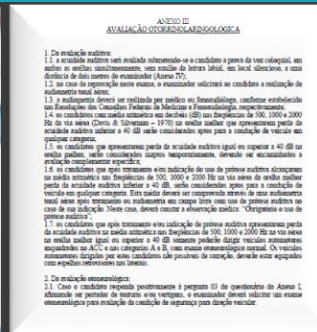 ANEXO III
AVALIAÇÃO OTORRINOLARINGOLÓGICA
1. Da avaliação auditiva:
1.1. a acuidade auditiva será avaliada submetendo-se o candidato a prova da voz coloquial, em
ambas as orelhas simultaneamente, sem auxílio da leitura labial, em local silencioso, a uma
distância de dois metros do examinador (Anexo IV);
1.2. no caso de reprovação neste exame, o examinador solicitará ao candidato a realização de
audiometria tonal aérea;
1.3. a audiometria deverá ser realizada por médico ou fonoaudiólogo, conforme estabelecido
nas Resoluções dos Conselhos Federais de Medicina e Fonoaudiologia, respectivamente;
1.4. os candidatos com média aritmética em decibéis (dB) nas freqüências de 500, 1000 e 2000
Hz da via aérea (Davis & Silverman – 1970) na orelha melhor que apresentarem perda da
acuidade auditiva inferior a 40 dB serão considerados aptos para a condução de veículo em
qualquer categoria;
1.5. os candidatos que apresentarem perda da acuidade auditiva igual ou superior a 40 dB na
orelha melhor, serão considerados inaptos temporariamente, devendo ser encaminhados a
avaliação complementar específica;
1.6. os candidatos que após tratamento e/ou indicação do uso de prótese auditiva alcançaram
na média aritmética nas freqüências de 500, 1000 e 2000 Hz na via aérea da orelha melhor
perda da acuidade auditiva inferior a 40 dB, serão considerados aptos para a condução de
veículo em qualquer categoria. Esta média deverá ser comprovada através de uma audiometria
tonal aérea após tratamento ou audiometria em campo livre com uso de prótese auditiva no
caso de sua indicação. Neste caso, deverá constar a observação médica: "Obrigatório o uso de
prótese auditiva";
1.7. os candidatos que após tratamento e/ou indicação de prótese auditiva apresentarem perda
da acuidade auditiva na média aritmética nas freqüências de 500, 1000 e 2000 Hz na via aérea
na orelha melhor igual ou superior a 40 dB somente poderão dirigir veículos automotores
enquadrados na ACC e nas categorias A e B, com exame otoneurológico normal. Os veículos
automotores dirigidos por estes candidatos não passíveis de correção, deverão estar equipados
com espelhos retrovisores nas laterais.
2. Da avaliação otoneurológica:
2.1. Caso o candidato responda positivamente à pergunta 03 do questionário do Anexo I,
afirmando ser portador de tonturas e/ou vertigens, o examinador deverá solicitar um exame
otoneurológico para avaliação da condição de segurança para direção veicular.